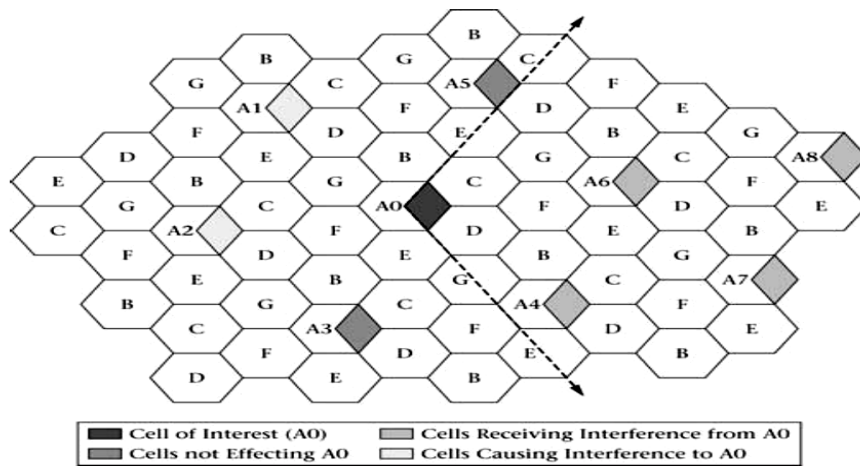 B
B G C
G C A5 F
A1 F D E
F D E B G
D E B G C A8
E B G C A6 F
G C A0 F D E
C A2 F D E B
F D E B G
E B G C A7
B G C A4 F
C A3 F D E
F D E B
D E B
Cell of Interest (A0)
Cells Receiving Interference from A0
Cells not Effecting A0
Cells Causing Interference to A0